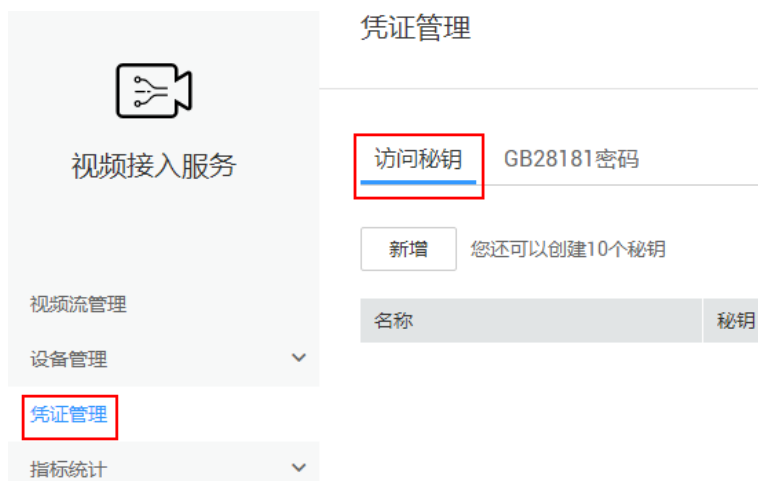 视频接入服务
视频流管理
设备管理
凭证管理
指标统计
凭证管理
访问秘钥 GB28181密码
新增 您还可以创建10个秘钥
名称 秘钥